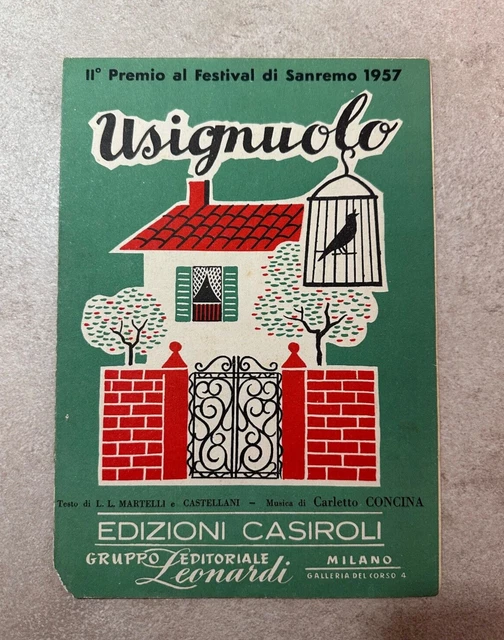 II° Premio al Festival di Sanremo 1957
Usignuolo
Testo di L. L. MARTELLI e CASTELLANI – Musica di Carletto CONCINA
EDIZIONI CASIROLI
GRUPPO EDITORIALE Leonardi
MILANO
GALLERIA DEL CORSO 4